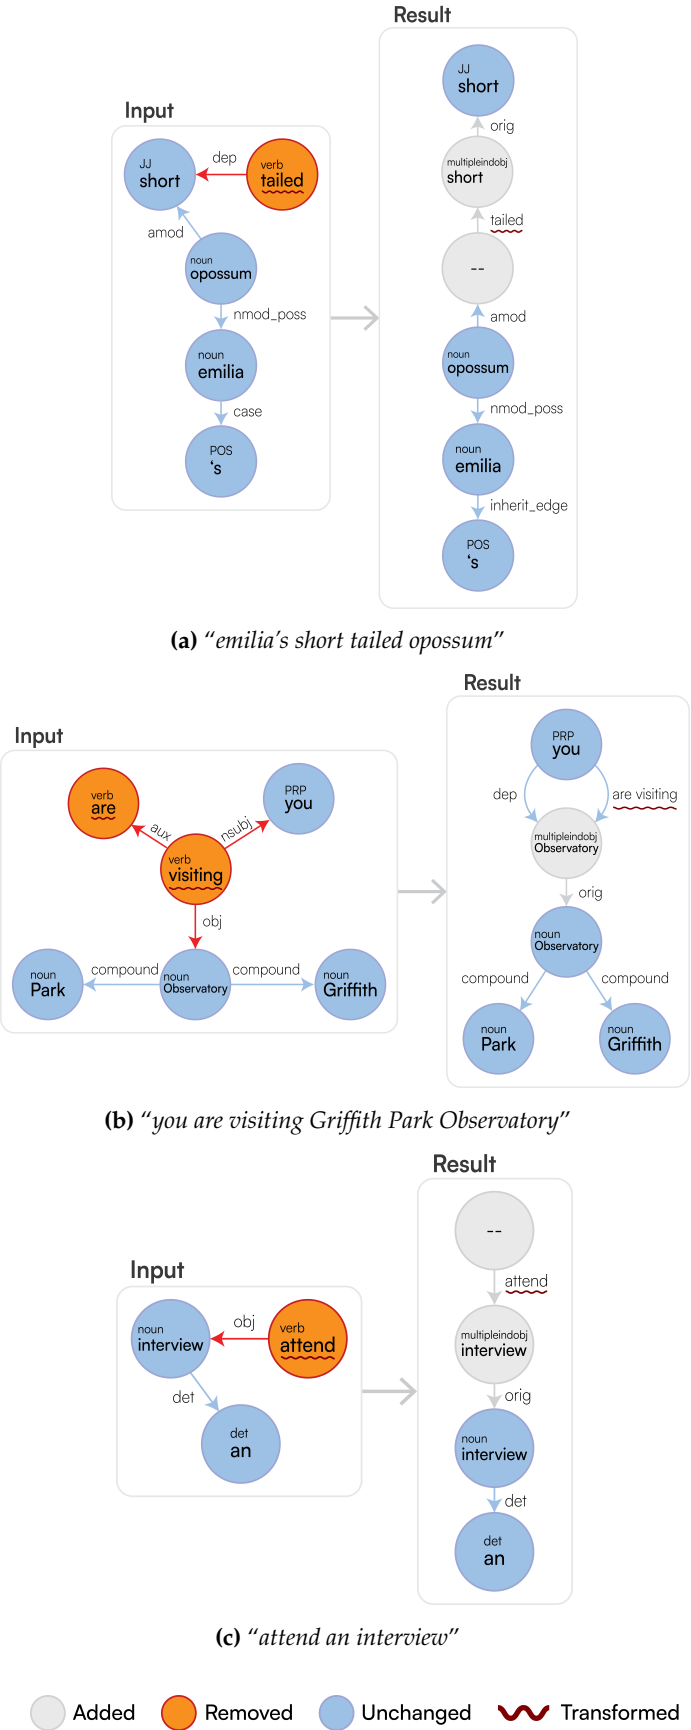 Result
JJ
short
orig
multipleindobj
short
tailed
--
amod
noun
opossum
nmod_poss
noun
emilia
inherit_edge
POS
‘s
Input
JJ
short
dep
verb
tailed
amod
noun
opossum
nmod_poss
noun
emilia
case
POS
‘s
(a) “emilia’s short tailed opossum”
Result
PRP
you
dep
are visiting
multipleindobj
Observatory
orig
noun
Observatory
compound
compound
noun
Park
noun
Griffith
Input
verb
are
PRP
you
aux
nsubj
verb
visiting
obj
noun
Park
compound
noun
Observatory
compound
noun
Griffith
(b) “you are visiting Griffith Park Observatory”
Result
--
attend
multipleindobj
interview
orig
noun
interview
det
det
an
Input
noun
interview
obj
verb
attend
det
det
an
(c) “attend an interview”
Added
Removed
Unchanged
Transformed